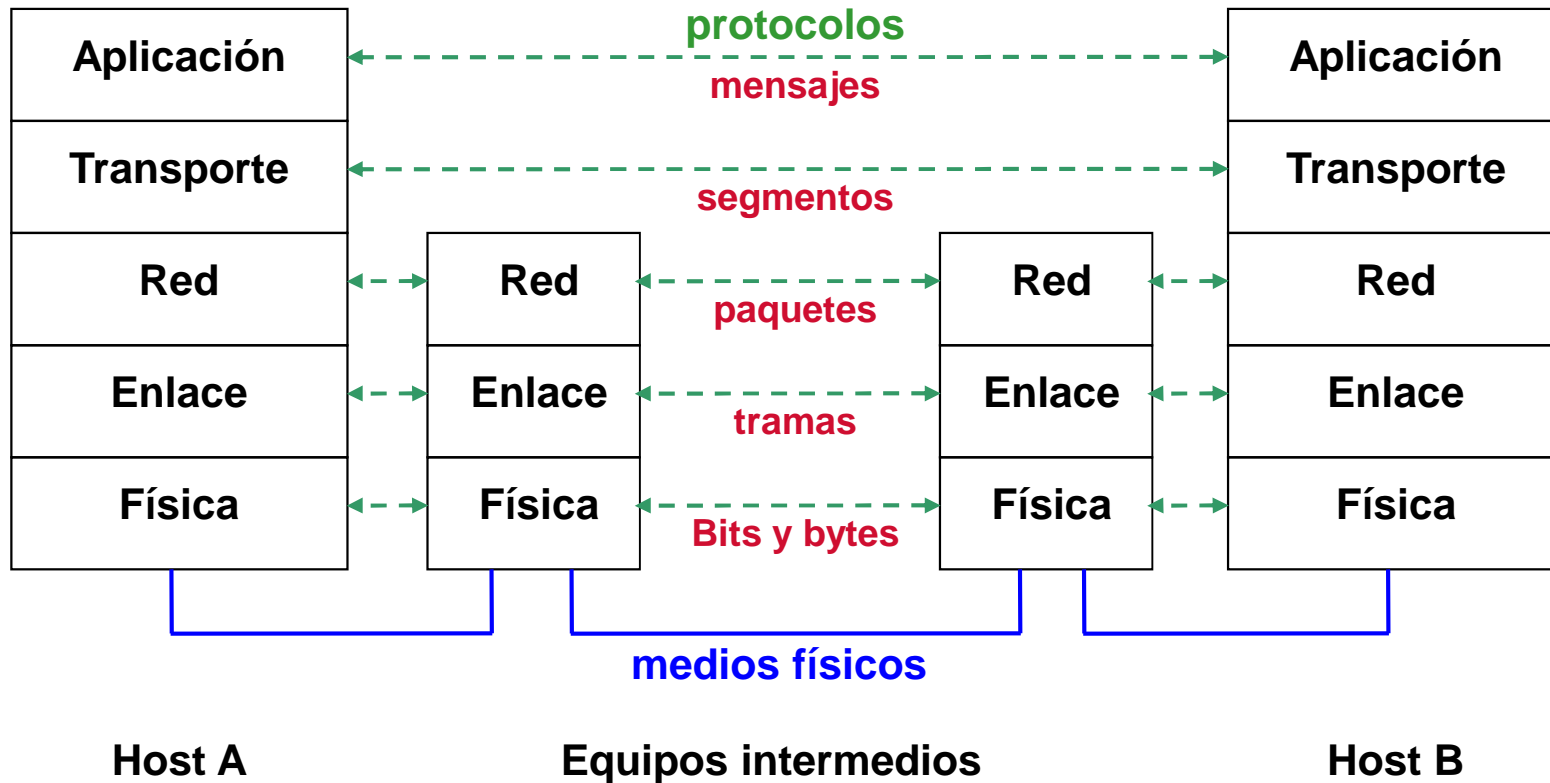 protocolos
Aplicación
Aplicación
mensajes
Transporte
Transporte
segmentos
Red
Red
Red
Red
paquetes
Enlace
Enlace
Enlace
Enlace
tramas
Física
Física
Física
Física
Bits y bytes
medios físicos
Host A
Equipos intermedios
Host B